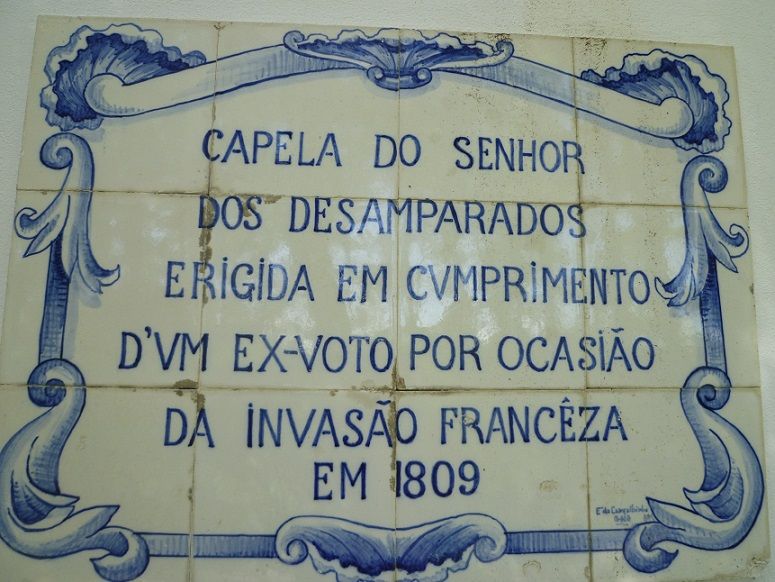 CAPELA DO SENHOR
DOS DESAMPARADOS
ERIGIDA EM CVMPRIMENTO
D'VM EX-VOTO POR OCASIÃO
DA INVASÃO FRANCÊZA
EM 1809